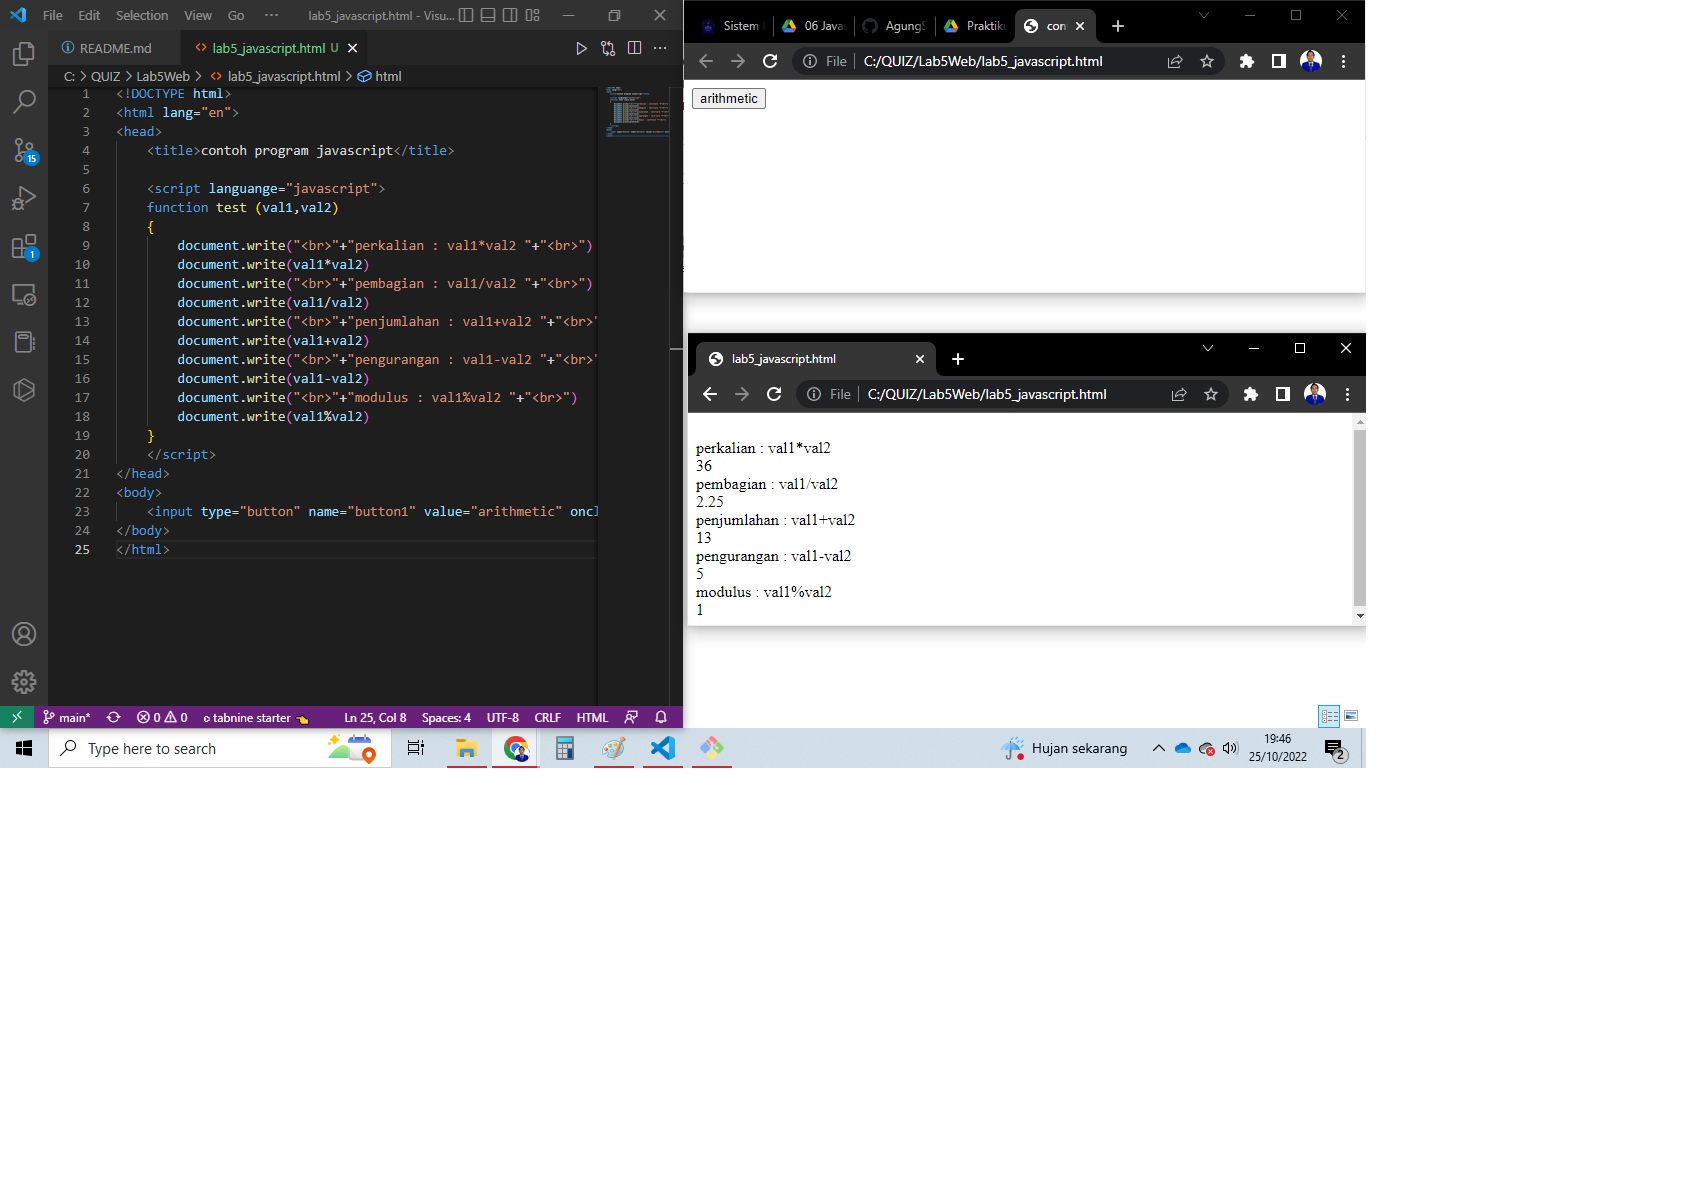 File Edit Selection View Go ··· lab5_javascript.html - Visu...
README.md lab5_javascript.html U
C: > QUIZ > Lab5Web > lab5_javascript.html > html
1 <!DOCTYPE html>
2 <html lang="en">
3 <head>
4 <title>contoh program javascript</title>
5
6 <script languange="javascript">
7 function test (val1,val2)
8 {
9 document.write("<br>"+"perkalian : val1*val2 "+"<br>")
10 document.write(val1*val2)
11 document.write("<br>"+"pembagian : val1/val2 "+"<br>")
12 document.write(val1/val2)
13 document.write("<br>"+"penjumlahan : val1+val2 "+"<br>"
14 document.write(val1+val2)
15 document.write("<br>"+"pengurangan : val1-val2 "+"<br>"
16 document.write(val1-val2)
17 document.write("<br>"+"modulus : val1%val2 "+"<br>")
18 document.write(val1%val2)
19 }
20 </script>
21 </head>
22 <body>
23 <input type="button" name="button1" value="arithmetic" oncl
24 </body>
25 </html>
15
1
main* 0 0 tabnine starter Ln 25, Col 8 Spaces: 4 UTF-8 CRLF HTML
Sistem 06 Javas AgungS Praktiku con
File C:/QUIZ/Lab5Web/lab5_javascript.html
arithmetic
lab5_javascript.html
File C:/QUIZ/Lab5Web/lab5_javascript.html
perkalian : val1*val2
36
pembagian : val1/val2
2.25
penjumlahan : val1+val2
13
pengurangan : val1-val2
5
modulus : val1%val2
1
Type here to search Hujan sekarang 19:46
25/10/2022 2